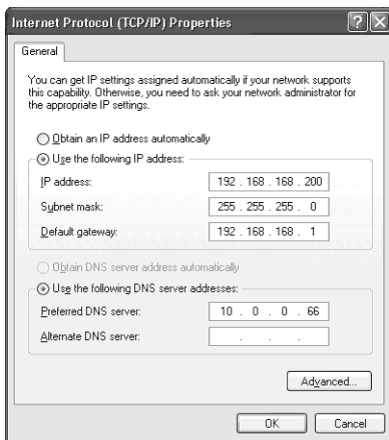 Internet Protocol (TCP/IP) Properties
General
You can get IP settings assigned automatically if your network supports
this capability. Otherwise, you need to ask your network administrator for
the appropriate IP settings.
Obtain an IP address automatically
Use the following IP address:
IP address: 192 . 168 . 168 . 200
Subnet mask: 255 . 255 . 255 . 0
Default gateway: 192 . 168 . 168 . 1
Obtain DNS server address automatically
Use the following DNS server addresses:
Preferred DNS server: 10 . 0 . 0 . 66
Alternate DNS server: . . .
Advanced...
OK Cancel